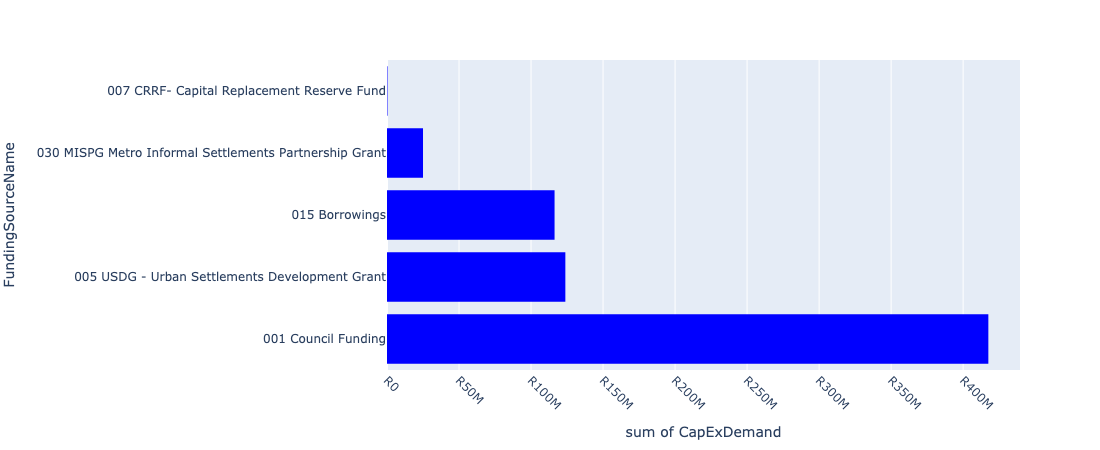 FundingSourceName
007 CRRF- Capital Replacement Reserve Fund
030 MISPG Metro Informal Settlements Partnership Grant
015 Borrowings
005 USDG - Urban Settlements Development Grant
001 Council Funding
R0
R50M
R100M
R150M
R200M
R250M
R300M
R350M
R400M
sum of CapExDemand